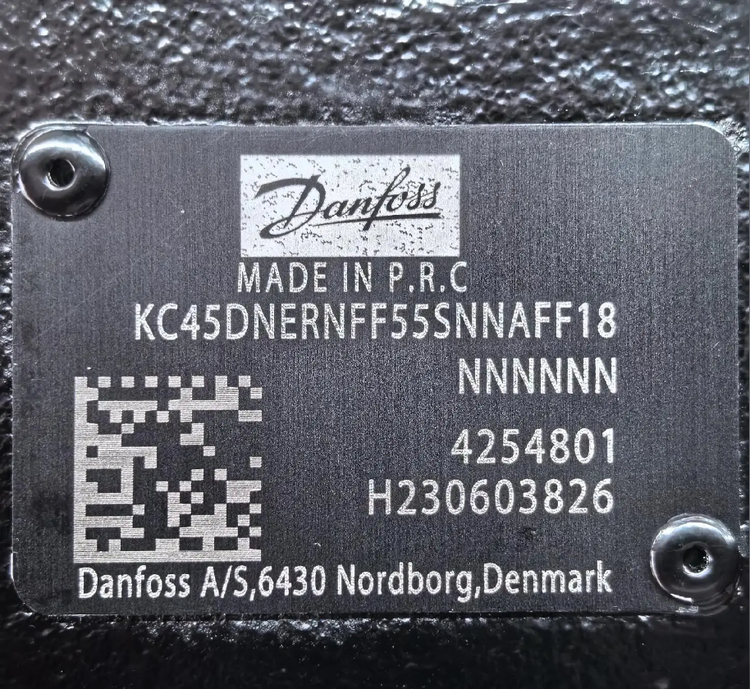 Danfoss
MADE IN P.R.C
KC45DNERNFF55SNNAFF18
NNNNNN
4254801
H230603826
Danfoss A/S,6430 Nordborg,Denmark